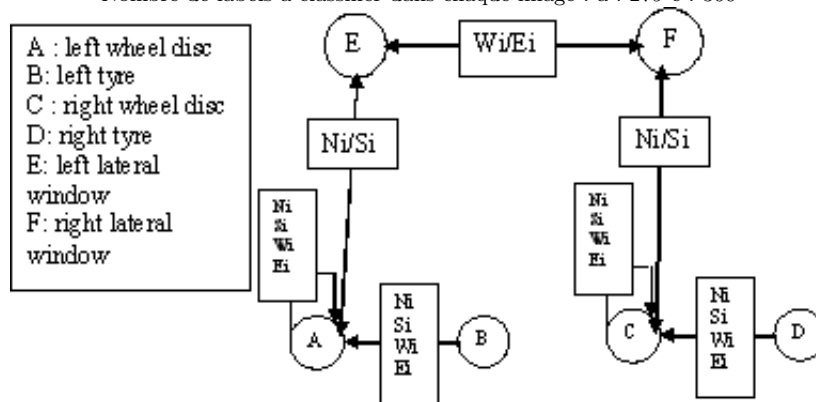 A : left wheel disc
B: left tyre
C : right wheel disc
D: right tyre
E: left lateral
window
F: right lateral
window
E
Wi/Ei
F
Ni/Si
Ni/Si
Ni
Si
Wi
Ei
Ni
Si
Wi
Ei
A
Ni
Si
Wi
Ei
B
C
Ni
Si
Wi
Ei
D